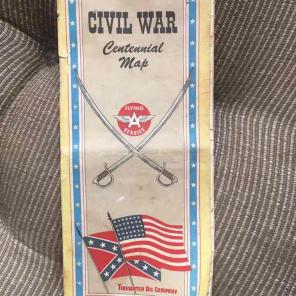 CIVIL WAR
Centennial
Map
FLYING
A
SERVICE
TIDEWATER OIL COMPANY